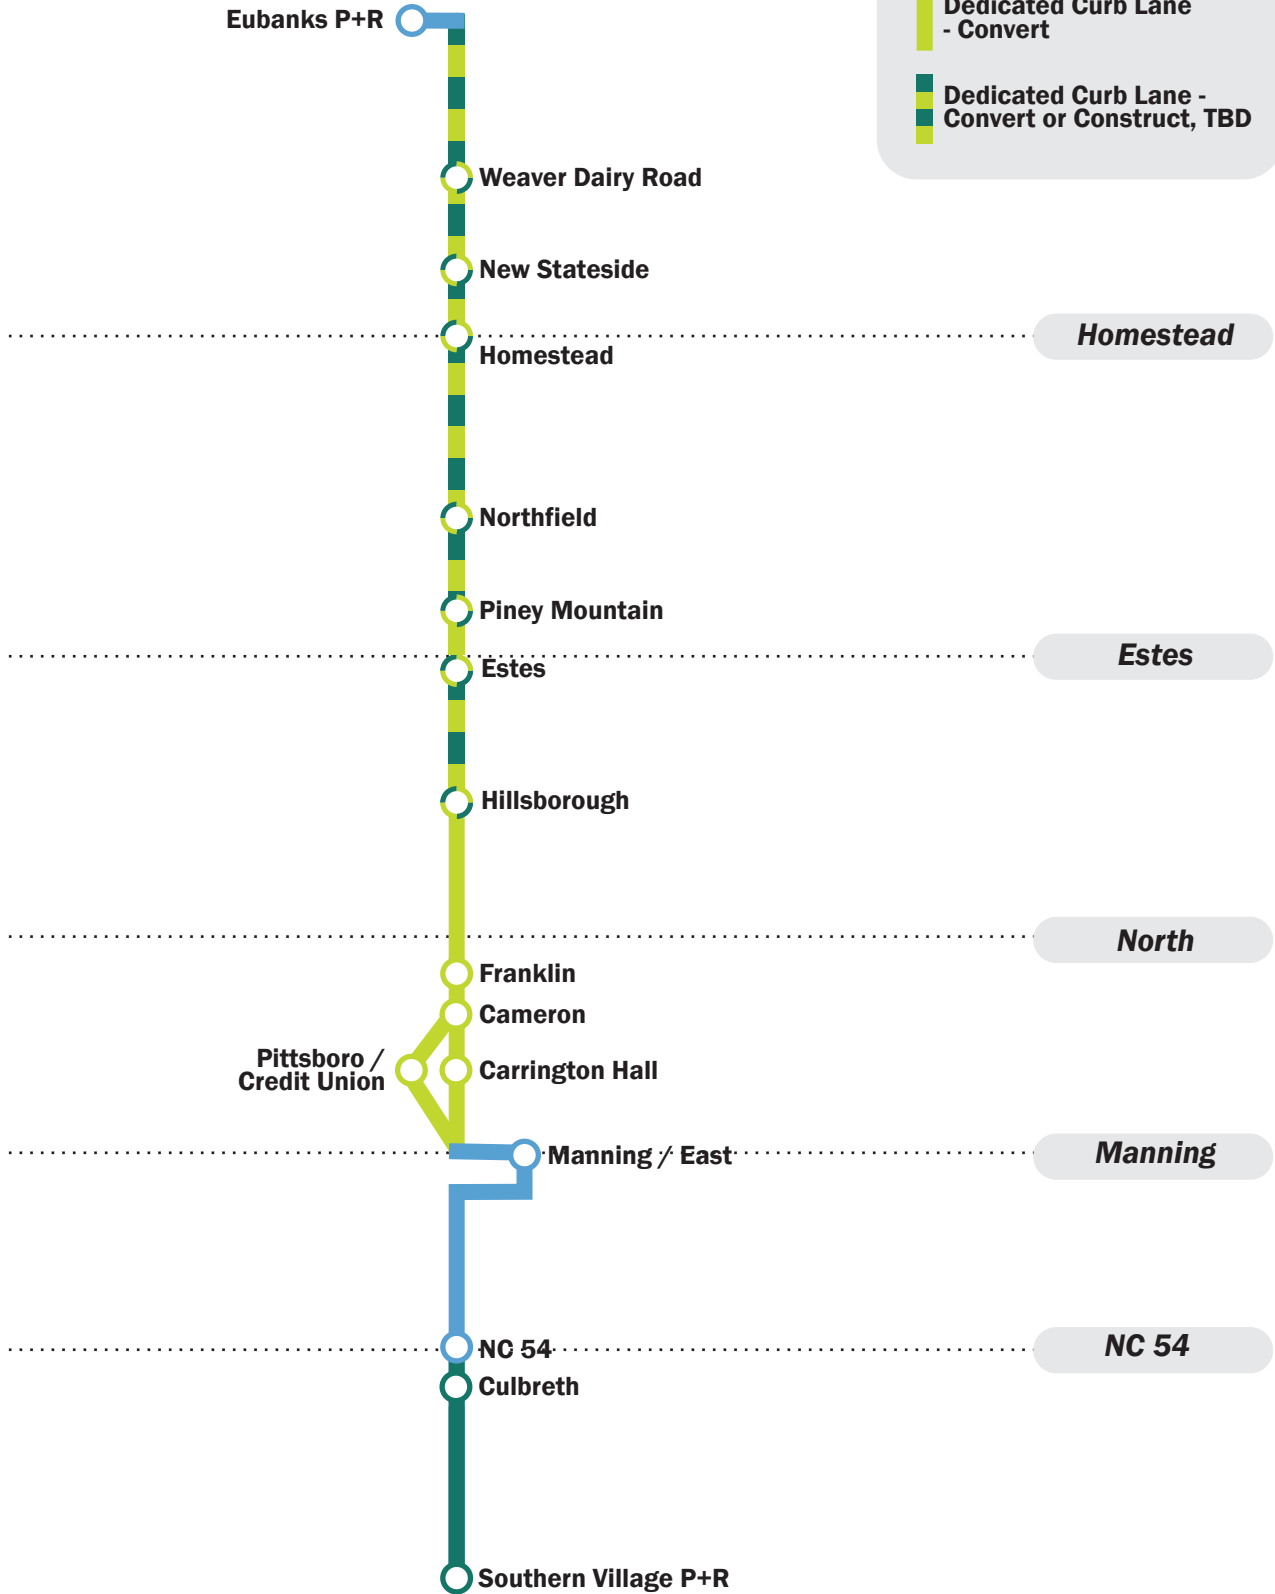 Dedicated Curb Lane
- Convert
Dedicated Curb Lane -
Convert or Construct, TBD
Eubanks P+R
Weaver Dairy Road
New Stateside
Homestead
Homestead
Northfield
Piney Mountain
Estes
Estes
Hillsborough
North
Franklin
Cameron
Pittsboro /
Credit Union
Carrington Hall
Manning / East
Manning
NC 54
NC 54
Culbreth
Southern Village P+R